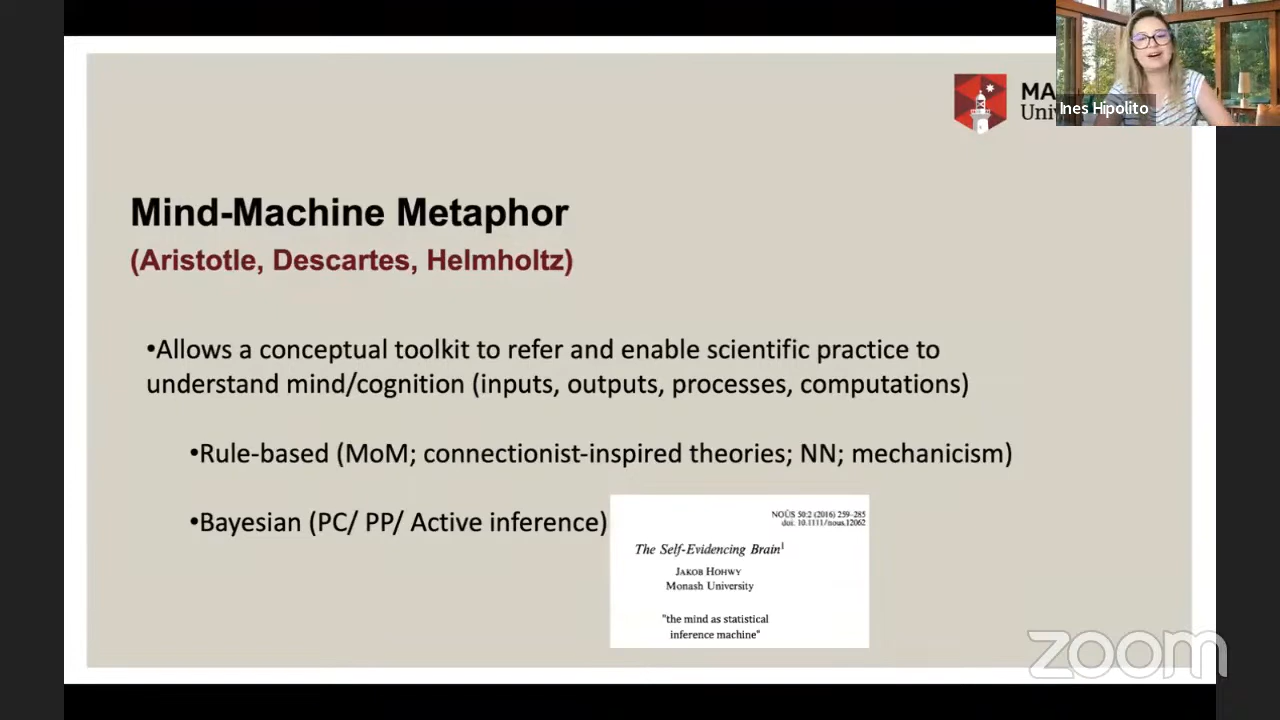 MA
Univ
Ines Hipolito
Mind-Machine Metaphor
(Aristotle, Descartes, Helmholtz)
•Allows a conceptual toolkit to refer and enable scientific practice to
understand mind/cognition (inputs, outputs, processes, computations)
•Rule-based (MoM; connectionist-inspired theories; NN; mechanicism)
•Bayesian (PC/ PP/ Active inference)
NOÛS 50:2 (2016) 259–285
doi: 10.1111/nous.12062
The Self-Evidencing Brain¹
JAKOB HOHWY
Monash University
"the mind as statistical
inference machine"
zoom